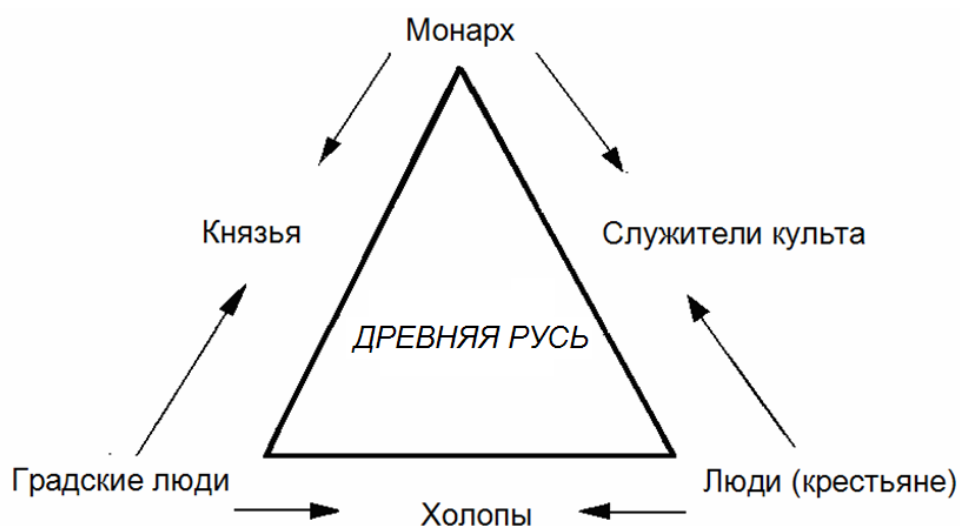 Монарх
Князья
Служители культа
ДРЕВНЯЯ РУСЬ
Градские люди
Люди (крестьяне)
Холопы